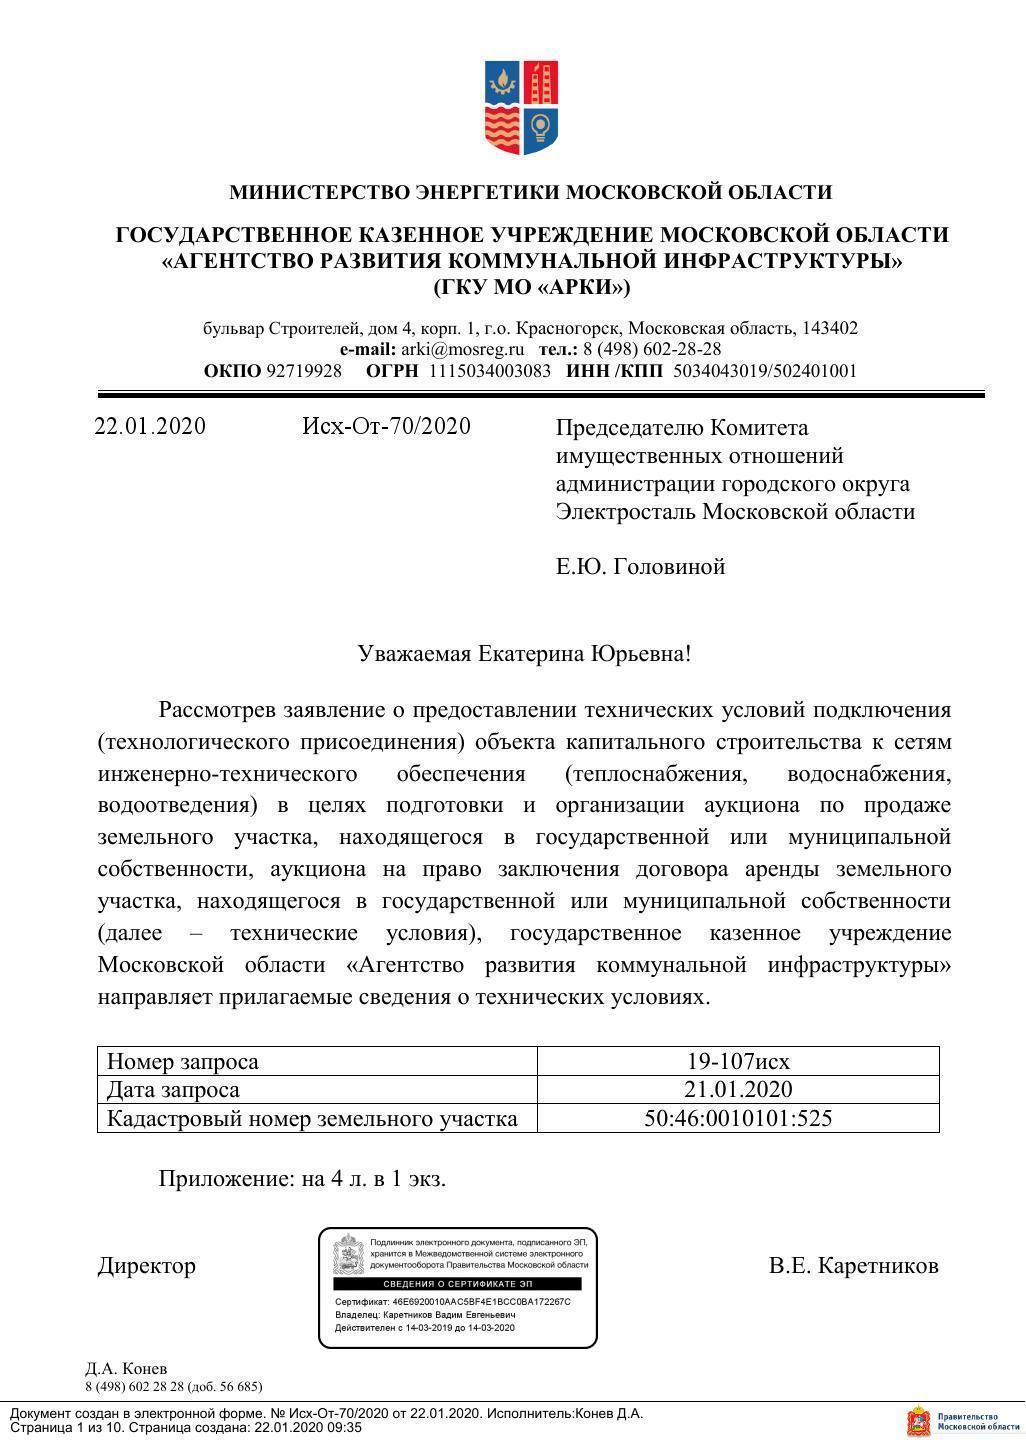 МИНИСТЕРСТВО ЭНЕРГЕТИКИ МОСКОВСКОЙ ОБЛАСТИ
ГОСУДАРСТВЕННОЕ КАЗЕННОЕ УЧРЕЖДЕНИЕ МОСКОВСКОЙ ОБЛАСТИ
«АГЕНТСТВО РАЗВИТИЯ КОММУНАЛЬНОЙ ИНФРАСТРУКТУРЫ»
(ГКУ МО «АРКИ»)
бульвар Строителей, дом 4, корп. 1, г.о. Красногорск, Московская область, 143402
e-mail: arki@mosreg.ru тел.: 8 (498) 602-28-28
ОКПО 92719928 ОГРН 1115034003083 ИНН /КПП 5034043019/502401001
22.01.2020 Исх-От-70/2020
Председателю Комитета
имущественных отношений
администрации городского округа
Электросталь Московской области
Е.Ю. Головиной
Уважаемая Екатерина Юрьевна!
Рассмотрев заявление о предоставлении технических условий подключения
(технологического присоединения) объекта капитального строительства к сетям
инженерно-технического обеспечения (теплоснабжения, водоснабжения,
водоотведения) в целях подготовки и организации аукциона по продаже
земельного участка, находящегося в государственной или муниципальной
собственности, аукциона на право заключения договора аренды земельного
участка, находящегося в государственной или муниципальной собственности
(далее – технические условия), государственное казенное учреждение
Московской области «Агентство развития коммунальной инфраструктуры»
направляет прилагаемые сведения о технических условиях.
Номер запроса 19-107исх
Дата запроса 21.01.2020
Кадастровый номер земельного участка 50:46:0010101:525
Приложение: на 4 л. в 1 экз.
Директор
Подлинник электронного документа, подписанного ЭП,
хранится в Межведомственной системе электронного
документооборота Правительства Московской области
СВЕДЕНИЯ О СЕРТИФИКАТЕ ЭП
Сертификат: 46E6920010AAC5BF4E1BCC0BA172267C
Владелец: Каретников Вадим Евгеньевич
Действителен с 14-03-2019 до 14-03-2020
В.Е. Каретников
Д.А. Конев
8 (498) 602 28 28 (доб. 56 685)
Документ создан в электронной форме. № Исх-От-70/2020 от 22.01.2020. Исполнитель:Конев Д.А.
Страница 1 из 10. Страница создана: 22.01.2020 09:35
Правительство
Московской области